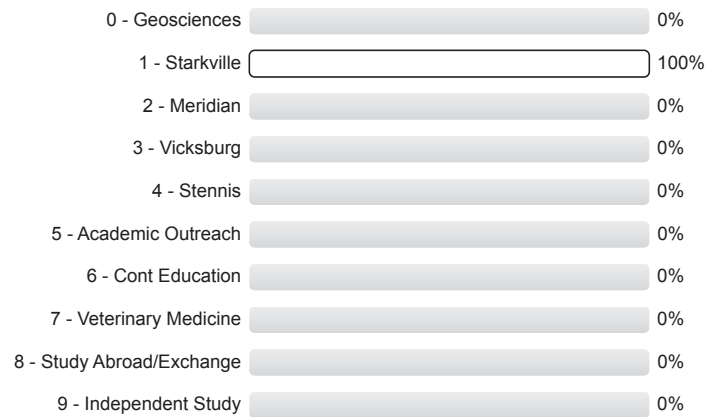 0 - Geosciences 0%
1 - Starkville 100%
2 - Meridian 0%
3 - Vicksburg 0%
4 - Stennis 0%
5 - Academic Outreach 0%
6 - Cont Education 0%
7 - Veterinary Medicine 0%
8 - Study Abroad/Exchange 0%
9 - Independent Study 0%